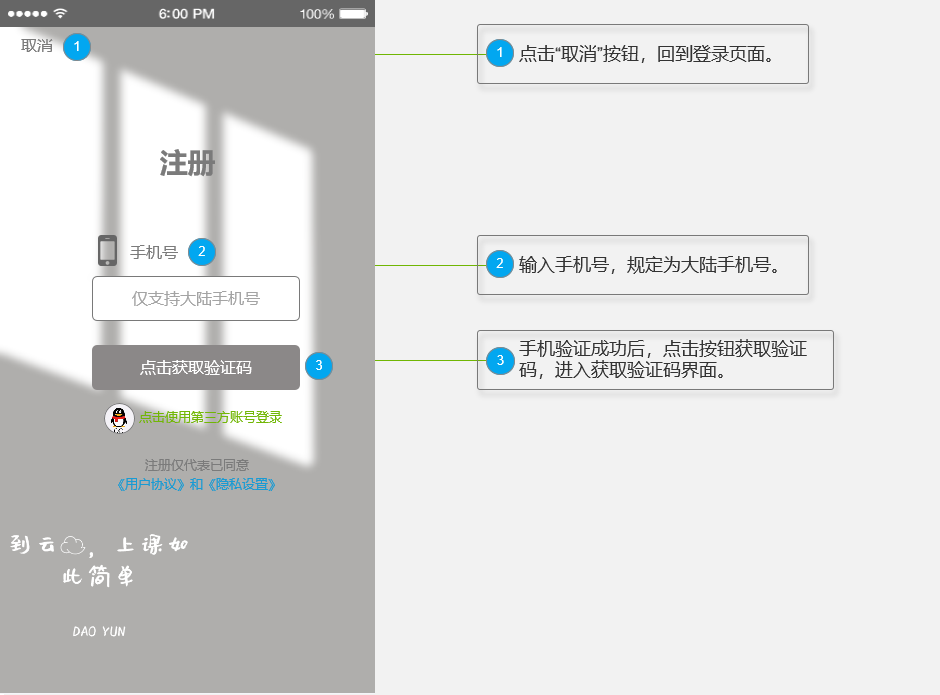 6:00 PM
100%
取消
1
注册
手机号
2
仅支持大陆手机号
点击获取验证码
3
点击使用第三方账号登录
注册仅代表已同意
《用户协议》和《隐私设置》
到云，上课如
此简单
DAO YUN
1
点击“取消”按钮，回到登录页面。
2
输入手机号，规定为大陆手机号。
3
手机验证成功后，点击按钮获取验证
码，进入获取验证码界面。